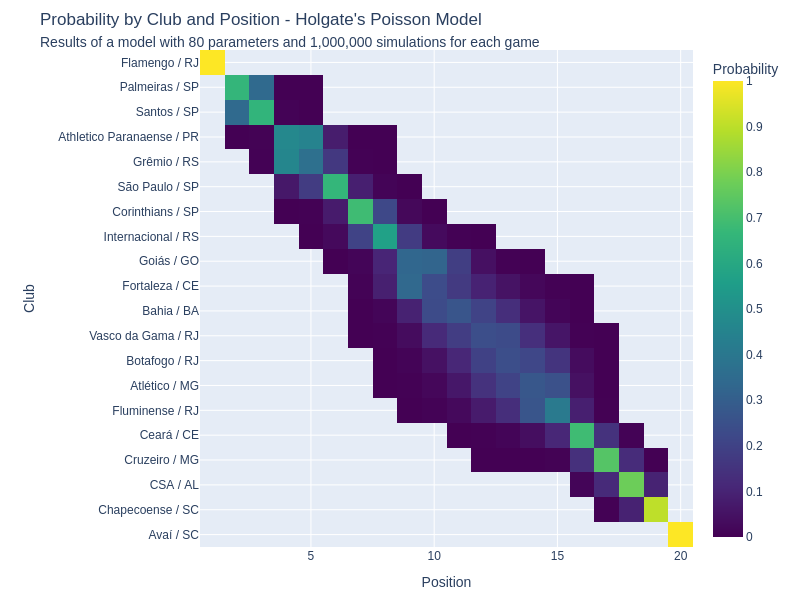 Probability by Club and Position - Holgate's Poisson Model
Results of a model with 80 parameters and 1,000,000 simulations for each game
Probability
Flamengo / RJ
Palmeiras / SP
Santos / SP
Athletico Paranaense / PR
Grêmio / RS
São Paulo / SP
Corinthians / SP
Internacional / RS
Goiás / GO
Fortaleza / CE
Bahia / BA
Vasco da Gama / RJ
Botafogo / RJ
Atlético / MG
Fluminense / RJ
Ceará / CE
Cruzeiro / MG
CSA / AL
Chapecoense / SC
Avaí / SC
Club
5
10
15
20
Position
1
0.9
0.8
0.7
0.6
0.5
0.4
0.3
0.2
0.1
0